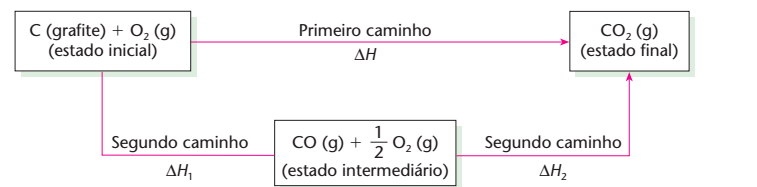 C (grafite) + O₂ (g)
(estado inicial)
Primeiro caminho
ΔH
CO₂ (g)
(estado final)
Segundo caminho
ΔH₁
CO (g) + 1/2 O₂ (g)
(estado intermediário)
Segundo caminho
ΔH₂